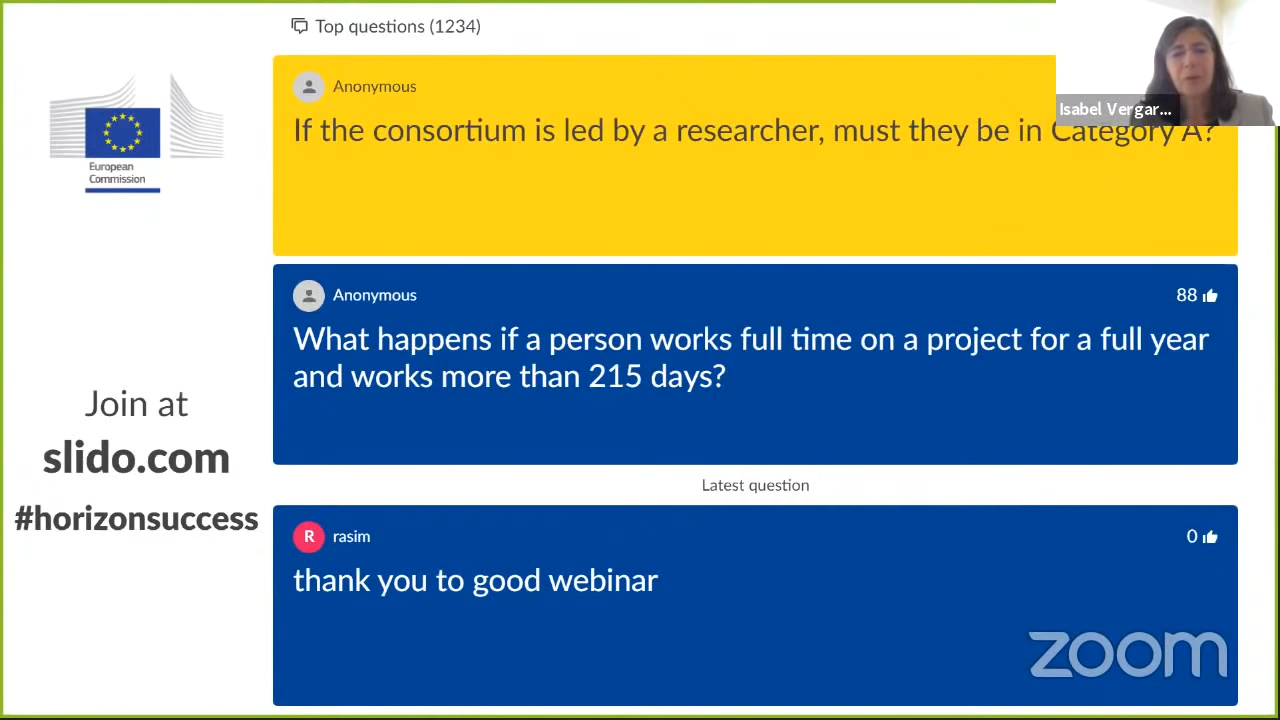 Top questions (1234)
Anonymous
If the consortium is led by a researcher, must they be in Category A?
Isabel Vergar...
European
Commission
Anonymous
88
What happens if a person works full time on a project for a full year
and works more than 215 days?
Join at
slido.com
#horizonsuccess
Latest question
R
rasim
0
thank you to good webinar
zoom